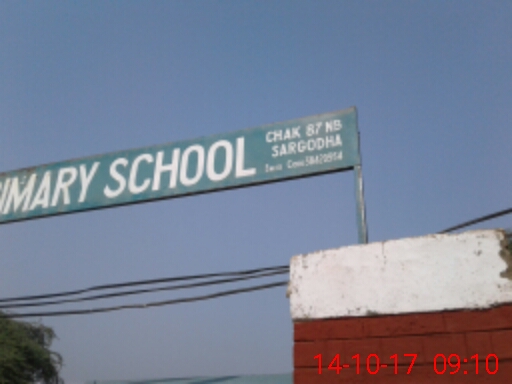 IMARY SCHOOL
CHAK 87 NB
SARGODHA
14-10-17 09:10